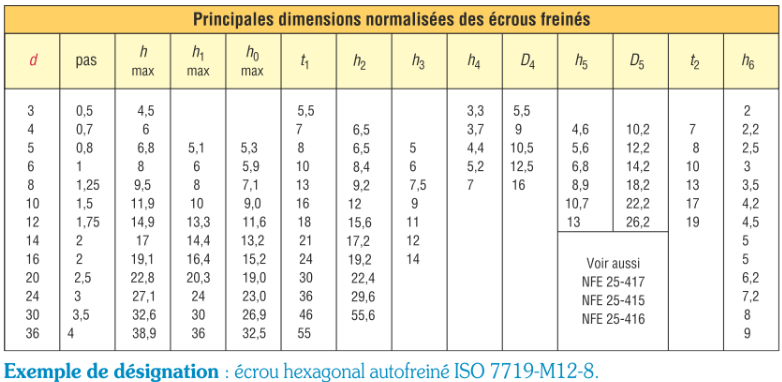 Principales dimensions normalisées des écrous freinés
d pas h max h1 max h0 max t1 h2 h3 h4 D4 h5 D5 t2 h6
3 0,5 4,5 5,5 3,3 5,5 2
4 0,7 6 7 6,5 3,7 9 4,6 10,2 7 2,2
5 0,8 6,8 5,1 5,3 8 6,5 5 4,4 10,5 5,6 12,2 8 2,5
6 1 8 6 5,9 10 8,4 6 5,2 12,5 6,8 14,2 10 3
8 1,25 9,5 8 7,1 13 9,2 7,5 7 16 8,9 18,2 13 3,5
10 1,5 11,9 10 9,0 16 12 9 10,7 22,2 17 4,2
12 1,75 14,9 13,3 11,6 18 15,6 11 13 26,2 19 4,5
14 2 17 14,4 13,2 21 17,2 12 5
16 2 19,1 16,4 15,2 24 19,2 14 Voir aussi 5
20 2,5 22,8 20,3 19,0 30 22,4 NFE 25-417 6,2
24 3 27,1 24 23,0 36 29,6 NFE 25-415 7,2
30 3,5 32,6 30 26,9 46 55,6 NFE 25-416 8
36 4 38,9 36 32,5 55 9
Exemple de désignation : écrou hexagonal autofreiné ISO 7719-M12-8.